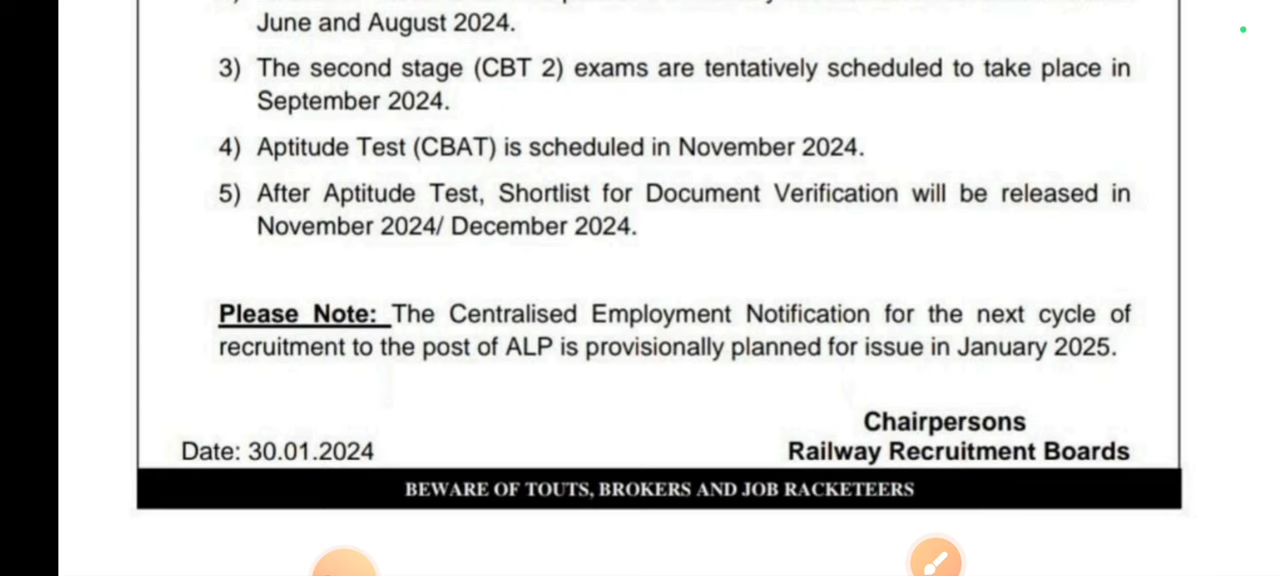 June and August 2024.
3) The second stage (CBT 2) exams are tentatively scheduled to take place in
September 2024.
4) Aptitude Test (CBAT) is scheduled in November 2024.
5) After Aptitude Test, Shortlist for Document Verification will be released in
November 2024/ December 2024.
Please Note: The Centralised Employment Notification for the next cycle of
recruitment to the post of ALP is provisionally planned for issue in January 2025.
Chairpersons
Date: 30.01.2024 Railway Recruitment Boards
BEWARE OF TOUTS, BROKERS AND JOB RACKETEERS